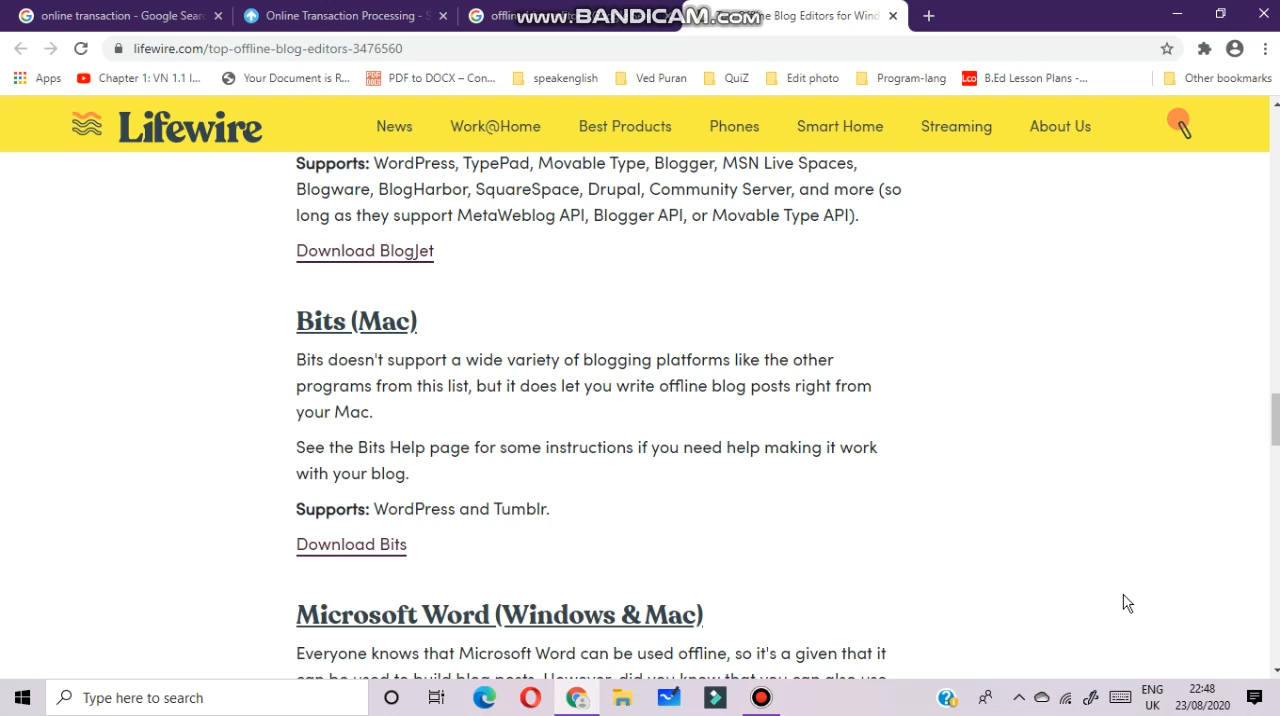 online transaction - Google Sear
Online Transaction Processing - S
offlin
www.BANDICAM.com
Offline Blog Editors for Wind
lifewire.com/top-offline-blog-editors-3476560
Apps
Chapter 1: VN 1.1 I...
Your Document is R...
PDF to DOCX – Con...
speakenglish
Ved Puran
QuiZ
Edit photo
Program-lang
Lco
B.Ed Lesson Plans -...
Other bookmarks
Lifewire
News
Work@Home
Best Products
Phones
Smart Home
Streaming
About Us
Supports: WordPress, TypePad, Movable Type, Blogger, MSN Live Spaces,
Blogware, BlogHarbor, SquareSpace, Drupal, Community Server, and more (so
long as they support MetaWeblog API, Blogger API, or Movable Type API).
Download BlogJet
Bits (Mac)
Bits doesn't support a wide variety of blogging platforms like the other
programs from this list, but it does let you write offline blog posts right from
your Mac.
See the Bits Help page for some instructions if you need help making it work
with your blog.
Supports: WordPress and Tumblr.
Download Bits
Microsoft Word (Windows & Mac)
Everyone knows that Microsoft Word can be used offline, so it's a given that it
can be used to build blog posts. However, did you know that you can also use
Type here to search
ENG
UK
22:48
23/08/2020